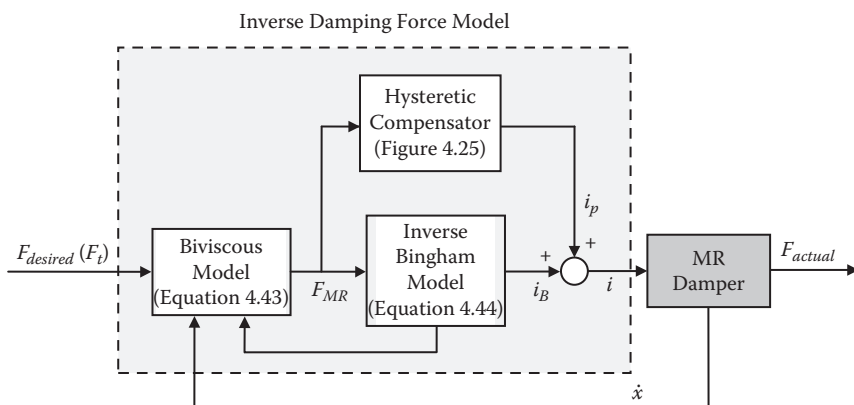 Inverse Damping Force Model
Hysteretic
Compensator
(Figure 4.25)
i_p
F_desired (F_t)
Biviscous
Model
(Equation 4.43)
F_MR
Inverse
Bingham
Model
(Equation 4.44)
+
+
i_B
i
MR
Damper
F_actual
ẋ